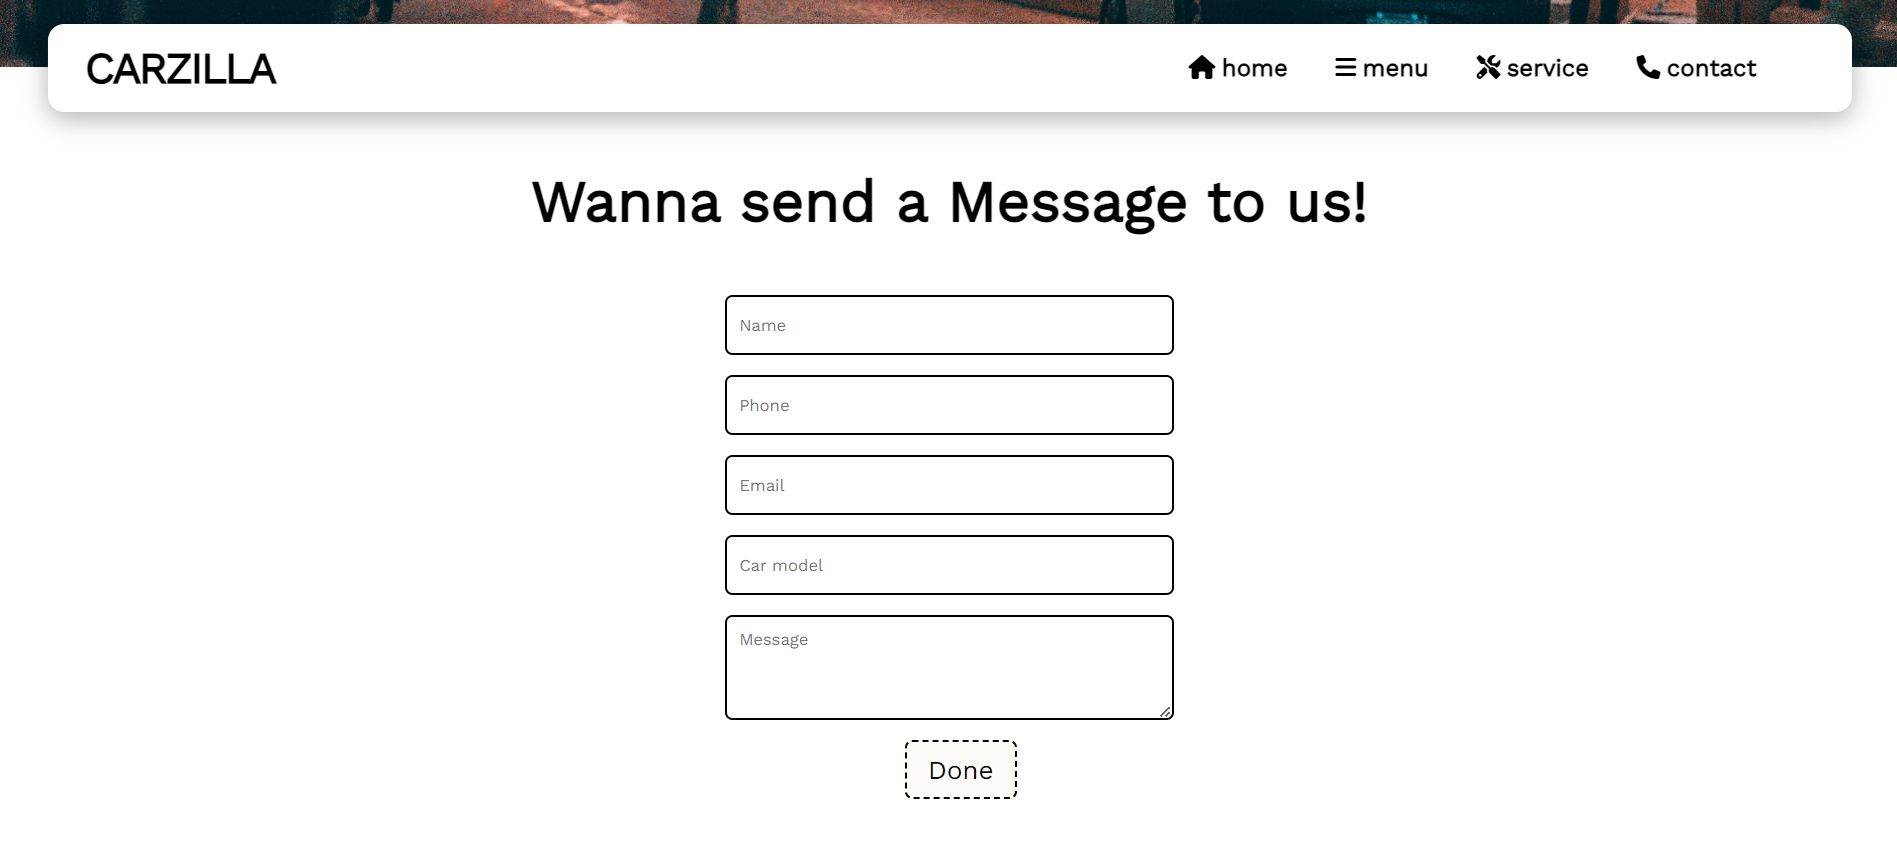 CARZILLA home menu service contact
Wanna send a Message to us!
Name
Phone
Email
Car model
Message
Done